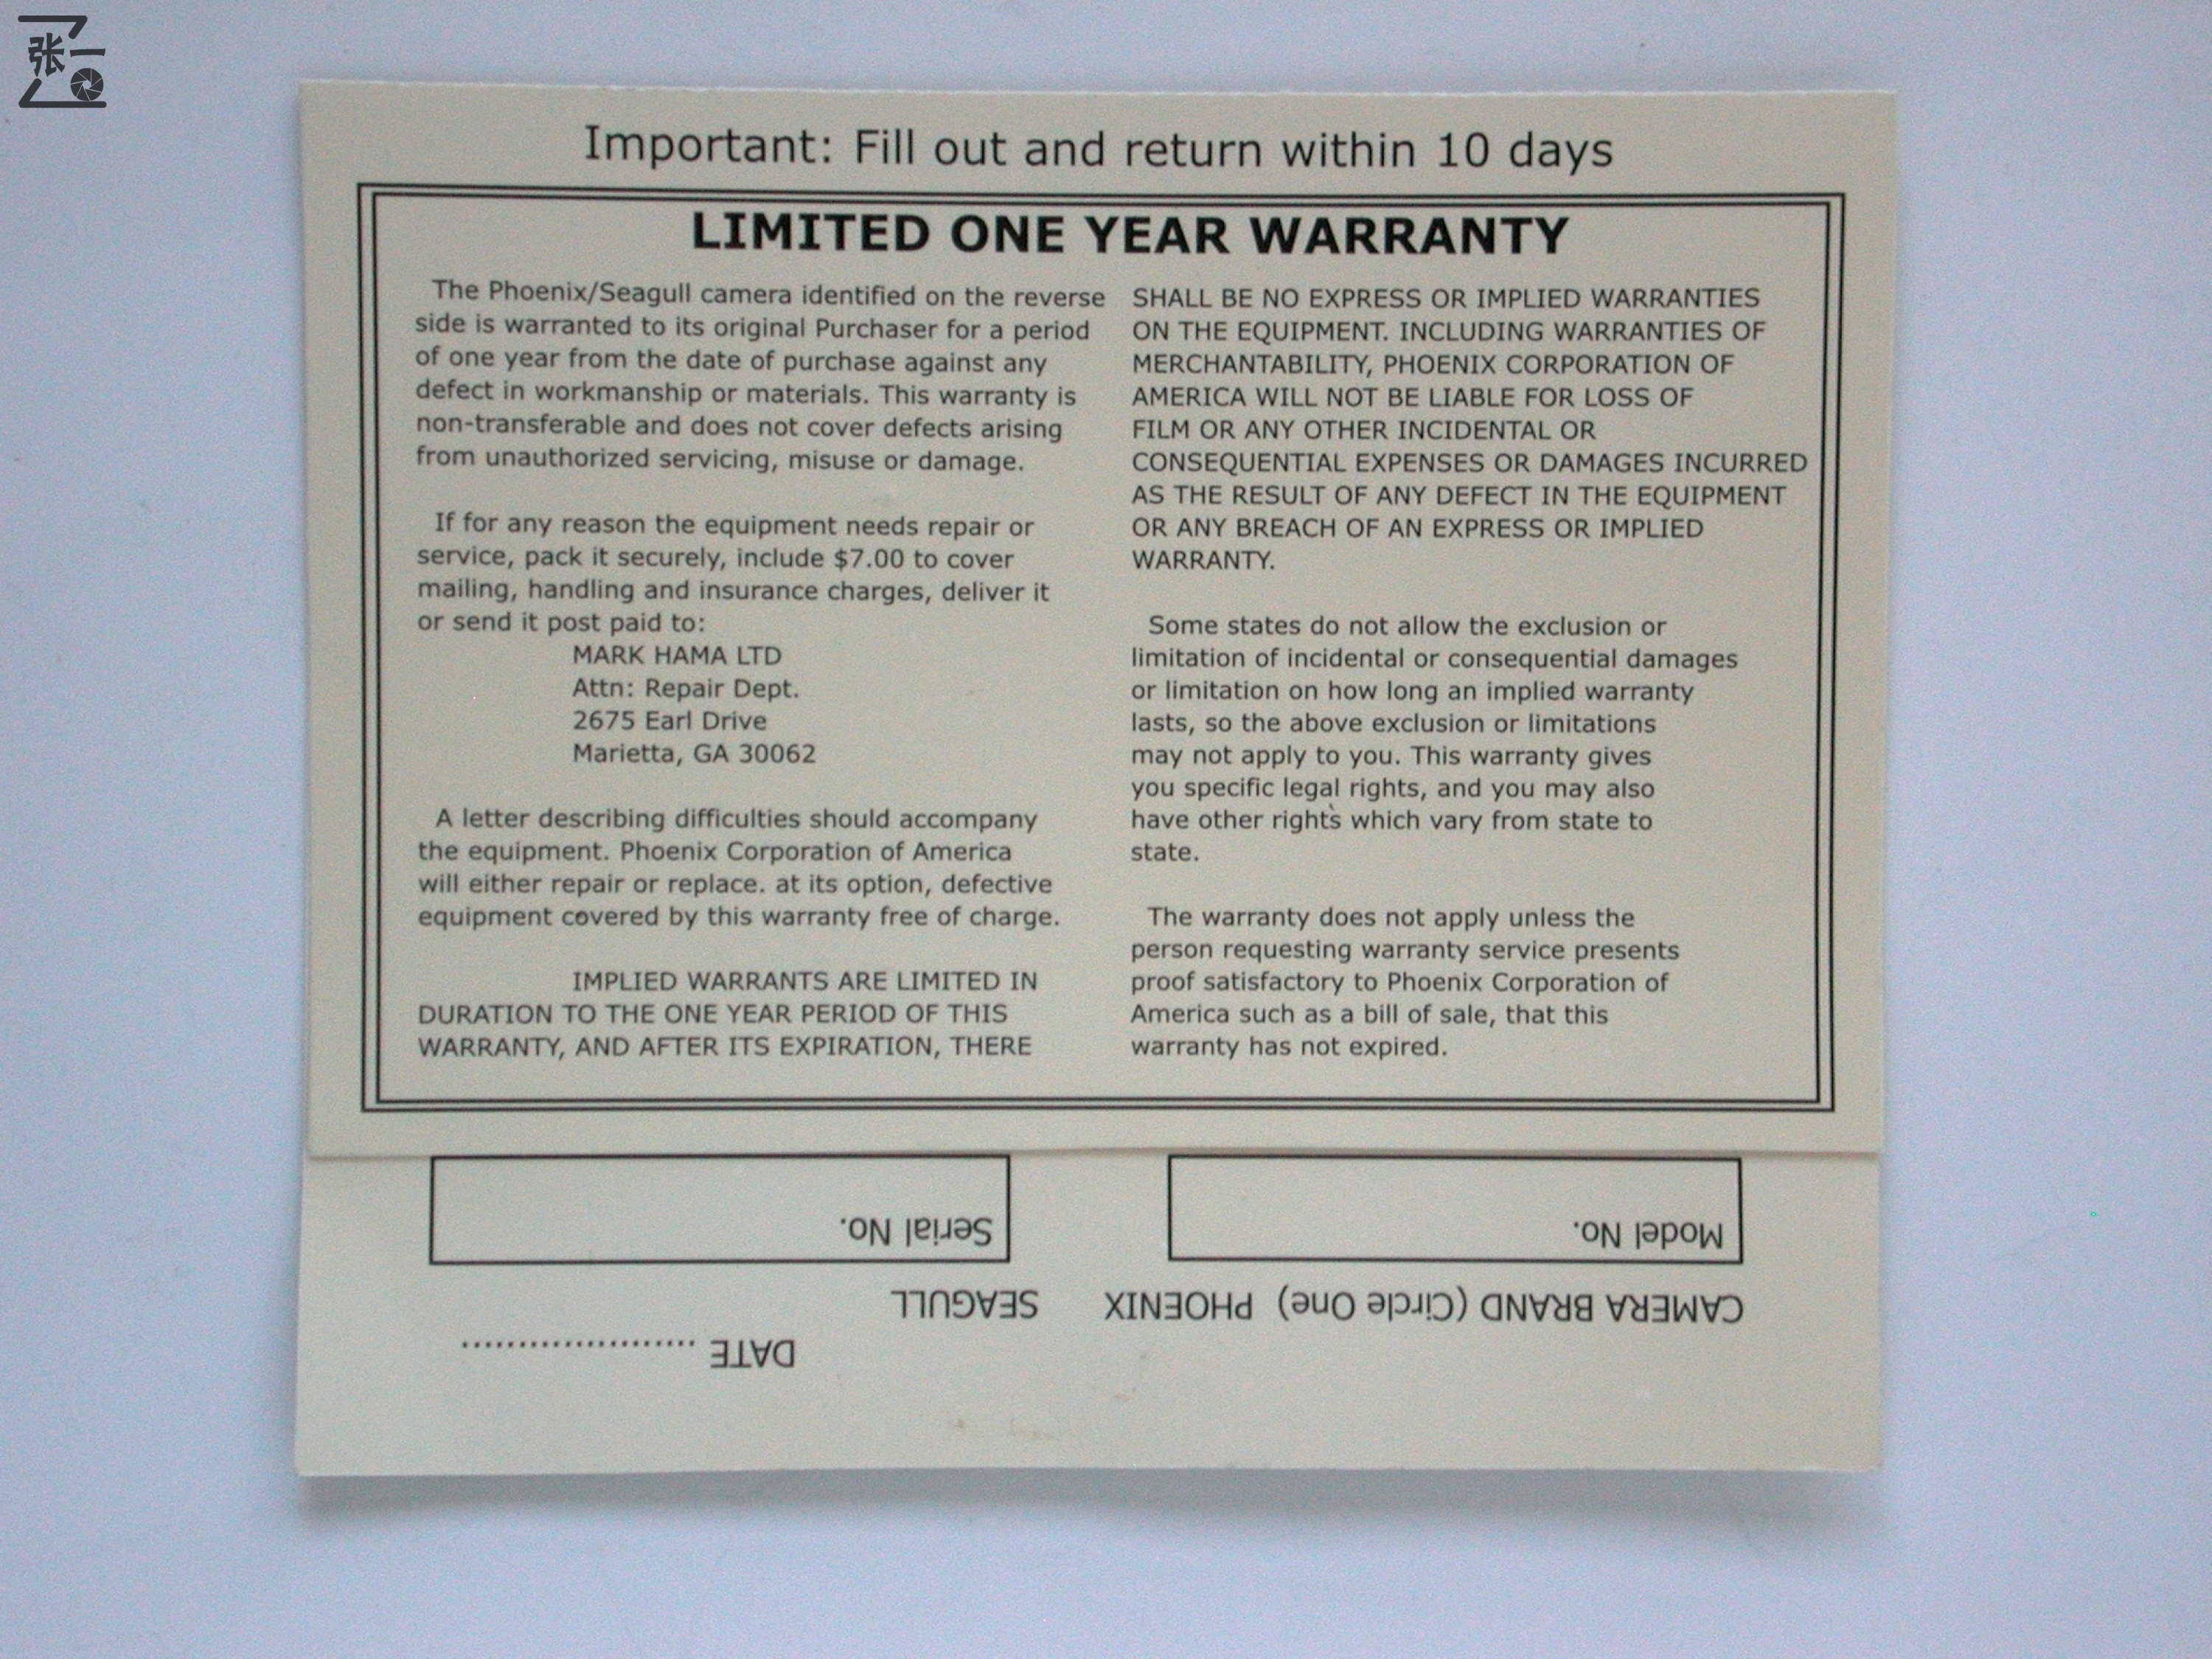 张一
Important: Fill out and return within 10 days
LIMITED ONE YEAR WARRANTY
The Phoenix/Seagull camera identified on the reverse
side is warranted to its original Purchaser for a period
of one year from the date of purchase against any
defect in workmanship or materials. This warranty is
non-transferable and does not cover defects arising
from unauthorized servicing, misuse or damage.
If for any reason the equipment needs repair or
service, pack it securely, include $7.00 to cover
mailing, handling and insurance charges, deliver it
or send it post paid to:
MARK HAMA LTD
Attn: Repair Dept.
2675 Earl Drive
Marietta, GA 30062
A letter describing difficulties should accompany
the equipment. Phoenix Corporation of America
will either repair or replace. at its option, defective
equipment covered by this warranty free of charge.
IMPLIED WARRANTS ARE LIMITED IN
DURATION TO THE ONE YEAR PERIOD OF THIS
WARRANTY, AND AFTER ITS EXPIRATION, THERE
SHALL BE NO EXPRESS OR IMPLIED WARRANTIES
ON THE EQUIPMENT. INCLUDING WARRANTIES OF
MERCHANTABILITY, PHOENIX CORPORATION OF
AMERICA WILL NOT BE LIABLE FOR LOSS OF
FILM OR ANY OTHER INCIDENTAL OR
CONSEQUENTIAL EXPENSES OR DAMAGES INCURRED
AS THE RESULT OF ANY DEFECT IN THE EQUIPMENT
OR ANY BREACH OF AN EXPRESS OR IMPLIED
WARRANTY.
Some states do not allow the exclusion or
limitation of incidental or consequential damages
or limitation on how long an implied warranty
lasts, so the above exclusion or limitations
may not apply to you. This warranty gives
you specific legal rights, and you may also
have other rights which vary from state to
state.
The warranty does not apply unless the
person requesting warranty service presents
proof satisfactory to Phoenix Corporation of
America such as a bill of sale, that this
warranty has not expired.
DATE .....................
CAMERA BRAND (Circle One) PHOENIX SEAGULL
Model No. Serial No.